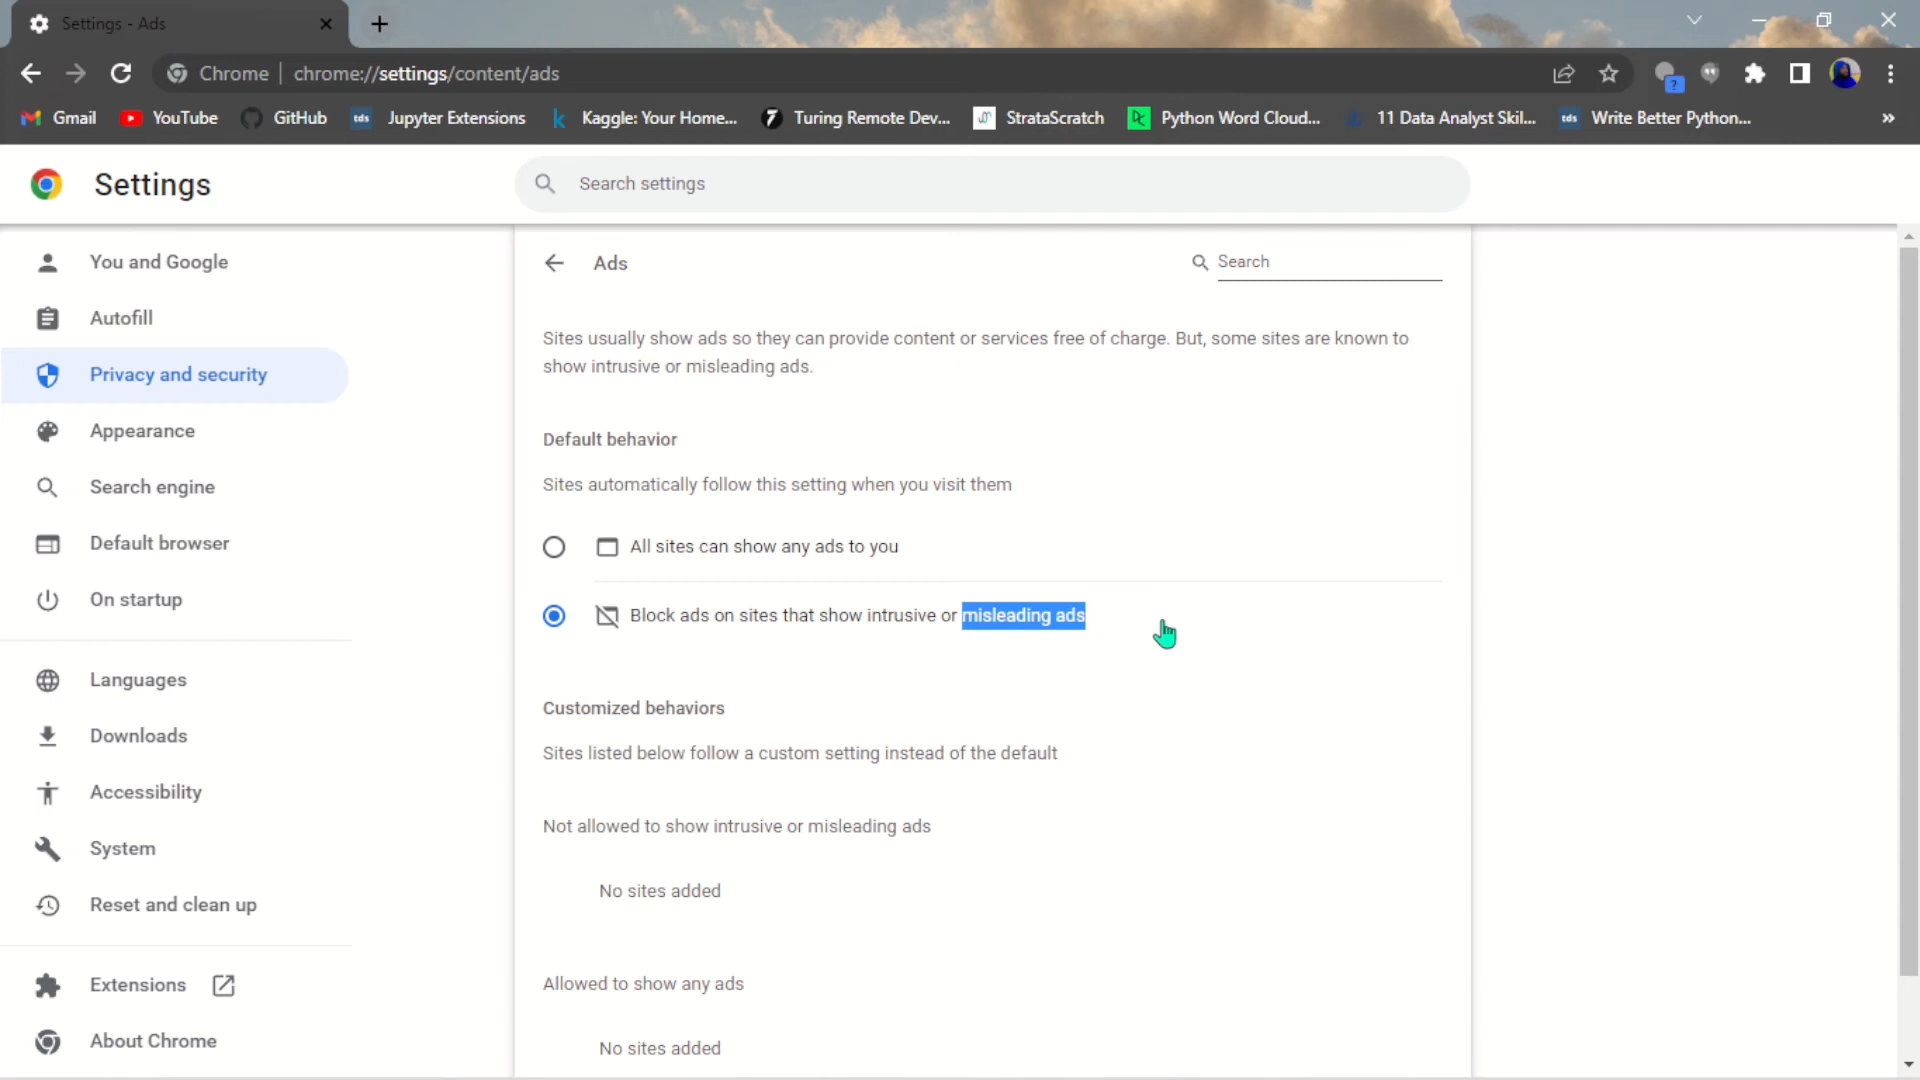 Settings - Ads
Chrome
chrome://settings/content/ads
?
Gmail
YouTube
GitHub
tds
Jupyter Extensions
k
Kaggle: Your Home...
Turing Remote Dev...
StrataScratch
Python Word Cloud...
11 Data Analyst Skil...
tds
Write Better Python...
»
Settings
Search settings
You and Google
Autofill
Privacy and security
Appearance
Search engine
Default browser
On startup
Languages
Downloads
Accessibility
System
Reset and clean up
Extensions
About Chrome
Ads
Search
Sites usually show ads so they can provide content or services free of charge. But, some sites are known to
show intrusive or misleading ads.
Default behavior
Sites automatically follow this setting when you visit them
All sites can show any ads to you
Block ads on sites that show intrusive or misleading ads
Customized behaviors
Sites listed below follow a custom setting instead of the default
Not allowed to show intrusive or misleading ads
No sites added
Allowed to show any ads
No sites added